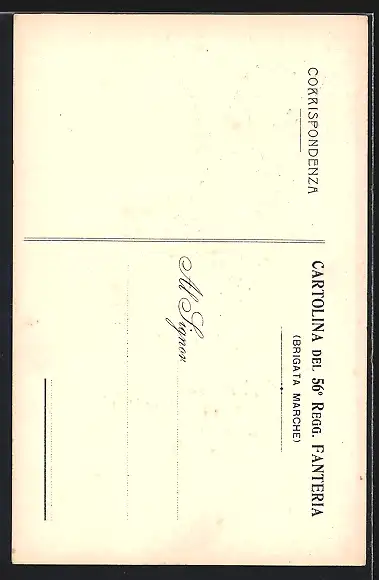 CORRISPONDENZA
CARTOLINA DEL 56° REGG. FANTERIA
(BRIGATA MARCHE)
Al Signor